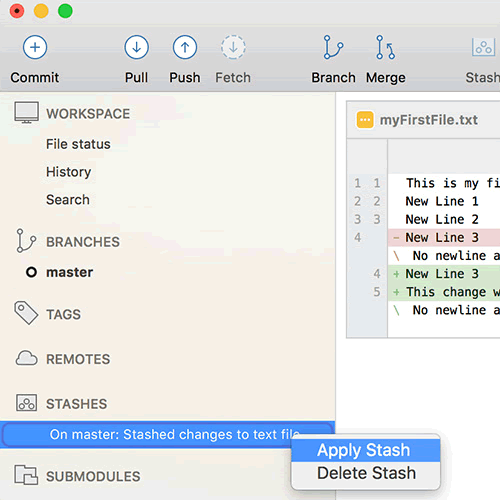 Commit Pull Push Fetch Branch Merge
WORKSPACE
File status
History
Search
BRANCHES
master
TAGS
REMOTES
STASHES
On master: Stashed changes to text file
SUBMODULES
myFirstFile.txt
1 1 This is my
2 2 New Line 1
3 3 New Line 2
4 - New Line 3
\ No newline
4 + New Line 3
5 + This change
\ No newline
Apply Stash
Delete Stash